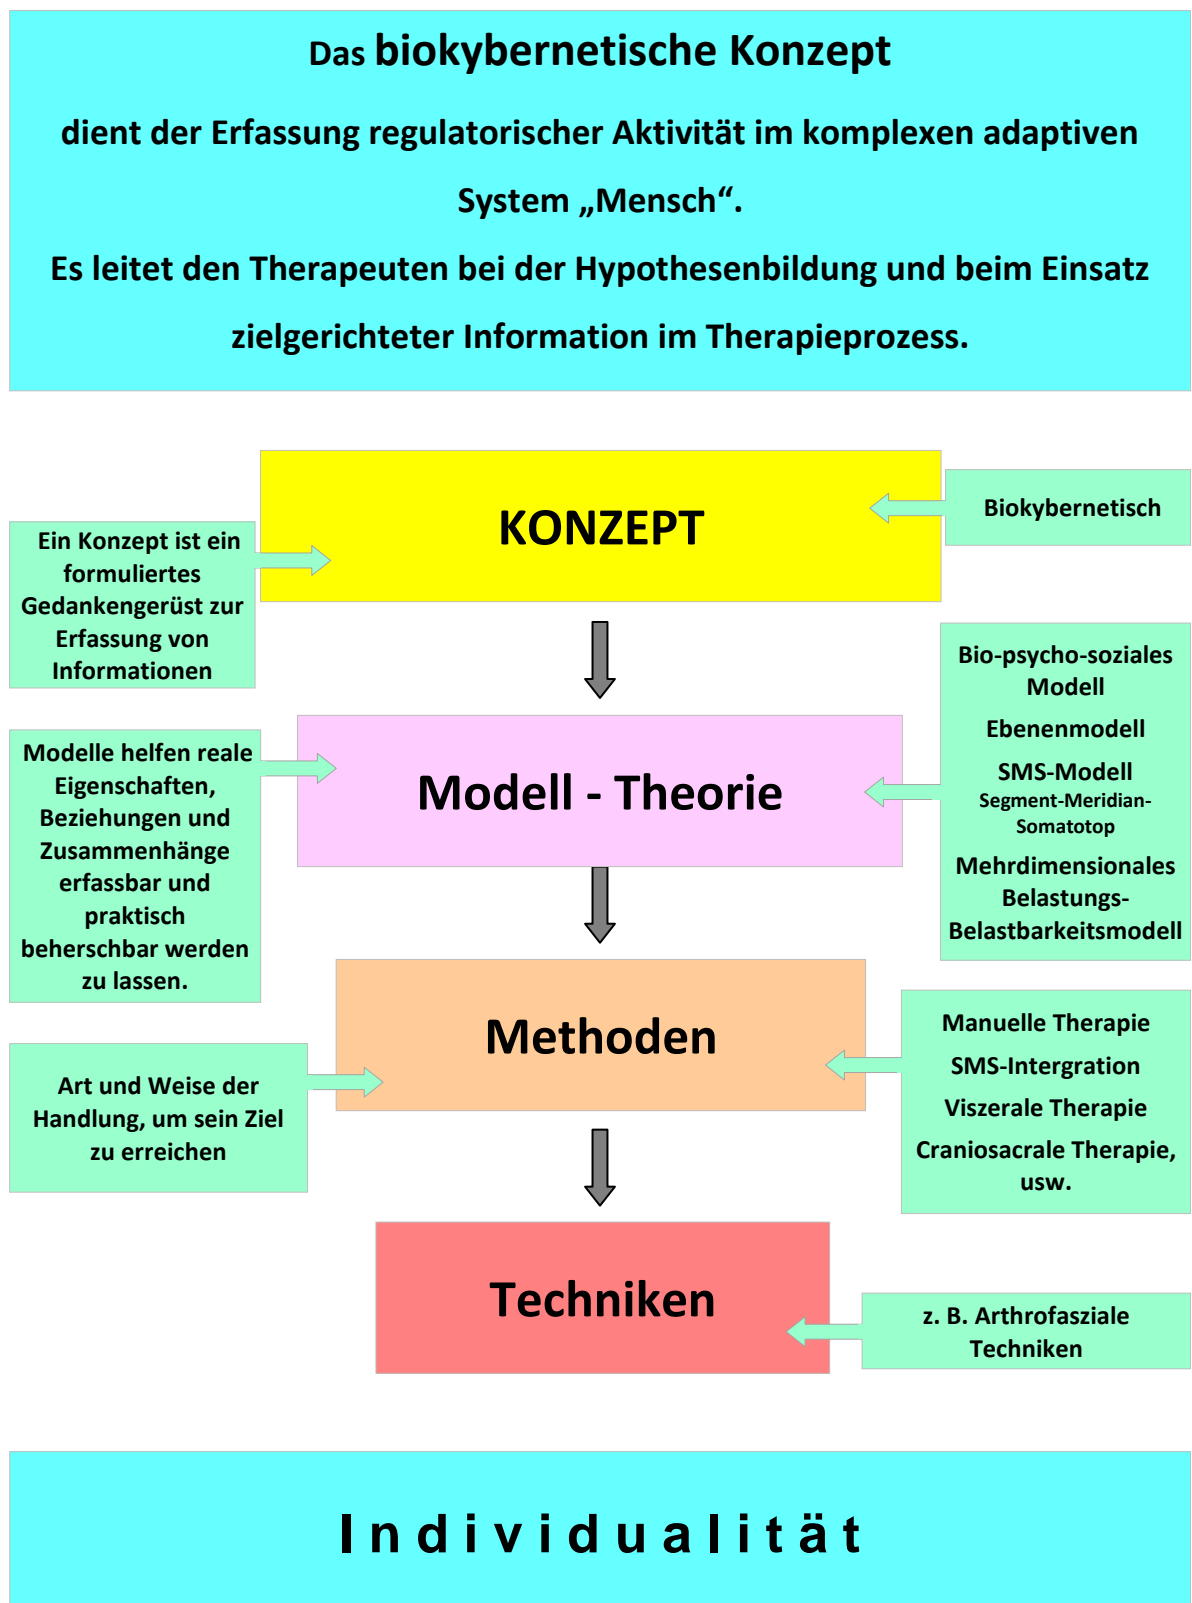 Das biokybernetische Konzept
dient der Erfassung regulatorischer Aktivität im komplexen adaptiven
System „Mensch“.
Es leitet den Therapeuten bei der Hypothesenbildung und beim Einsatz
zielgerichteter Information im Therapieprozess.
KONZEPT
Biokybernetisch
Ein Konzept ist ein
formuliertes
Gedankengerüst zur
Erfassung von
Informationen
Modell - Theorie
Bio-psycho-soziales
Modell
Ebenenmodell
SMS-Modell
Segment-Meridian-
Somatotop
Mehrdimensionales
Belastungs-
Belastbarkeitsmodell
Modelle helfen reale
Eigenschaften,
Beziehungen und
Zusammenhänge
erfassbar und
praktisch
beherschbar werden
zu lassen.
Methoden
Manuelle Therapie
SMS-Intergration
Viszerale Therapie
Craniosacrale Therapie,
usw.
Art und Weise der
Handlung, um sein Ziel
zu erreichen
Techniken
z. B. Arthrofasziale
Techniken
Individualität